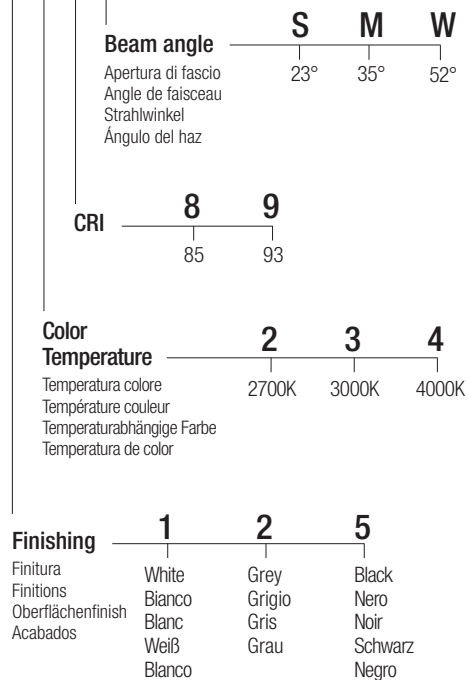 S M W
Beam angle
23° 35° 52°
Apertura di fascio
Angle de faisceau
Strahlwinkel
Ángulo del haz
8 9
CRI
85 93
Color
Temperature
2 3 4
Temperatura colore
2700K 3000K 4000K
Température couleur
Temperaturabhängige Farbe
Temperatura de color
1 2 5
Finishing
Finitura
Finitions
Oberflächenfinish
Acabados
White Grey Black
Bianco Grigio Nero
Blanc Gris Noir
Weiß Grau Schwarz
Blanco Negro